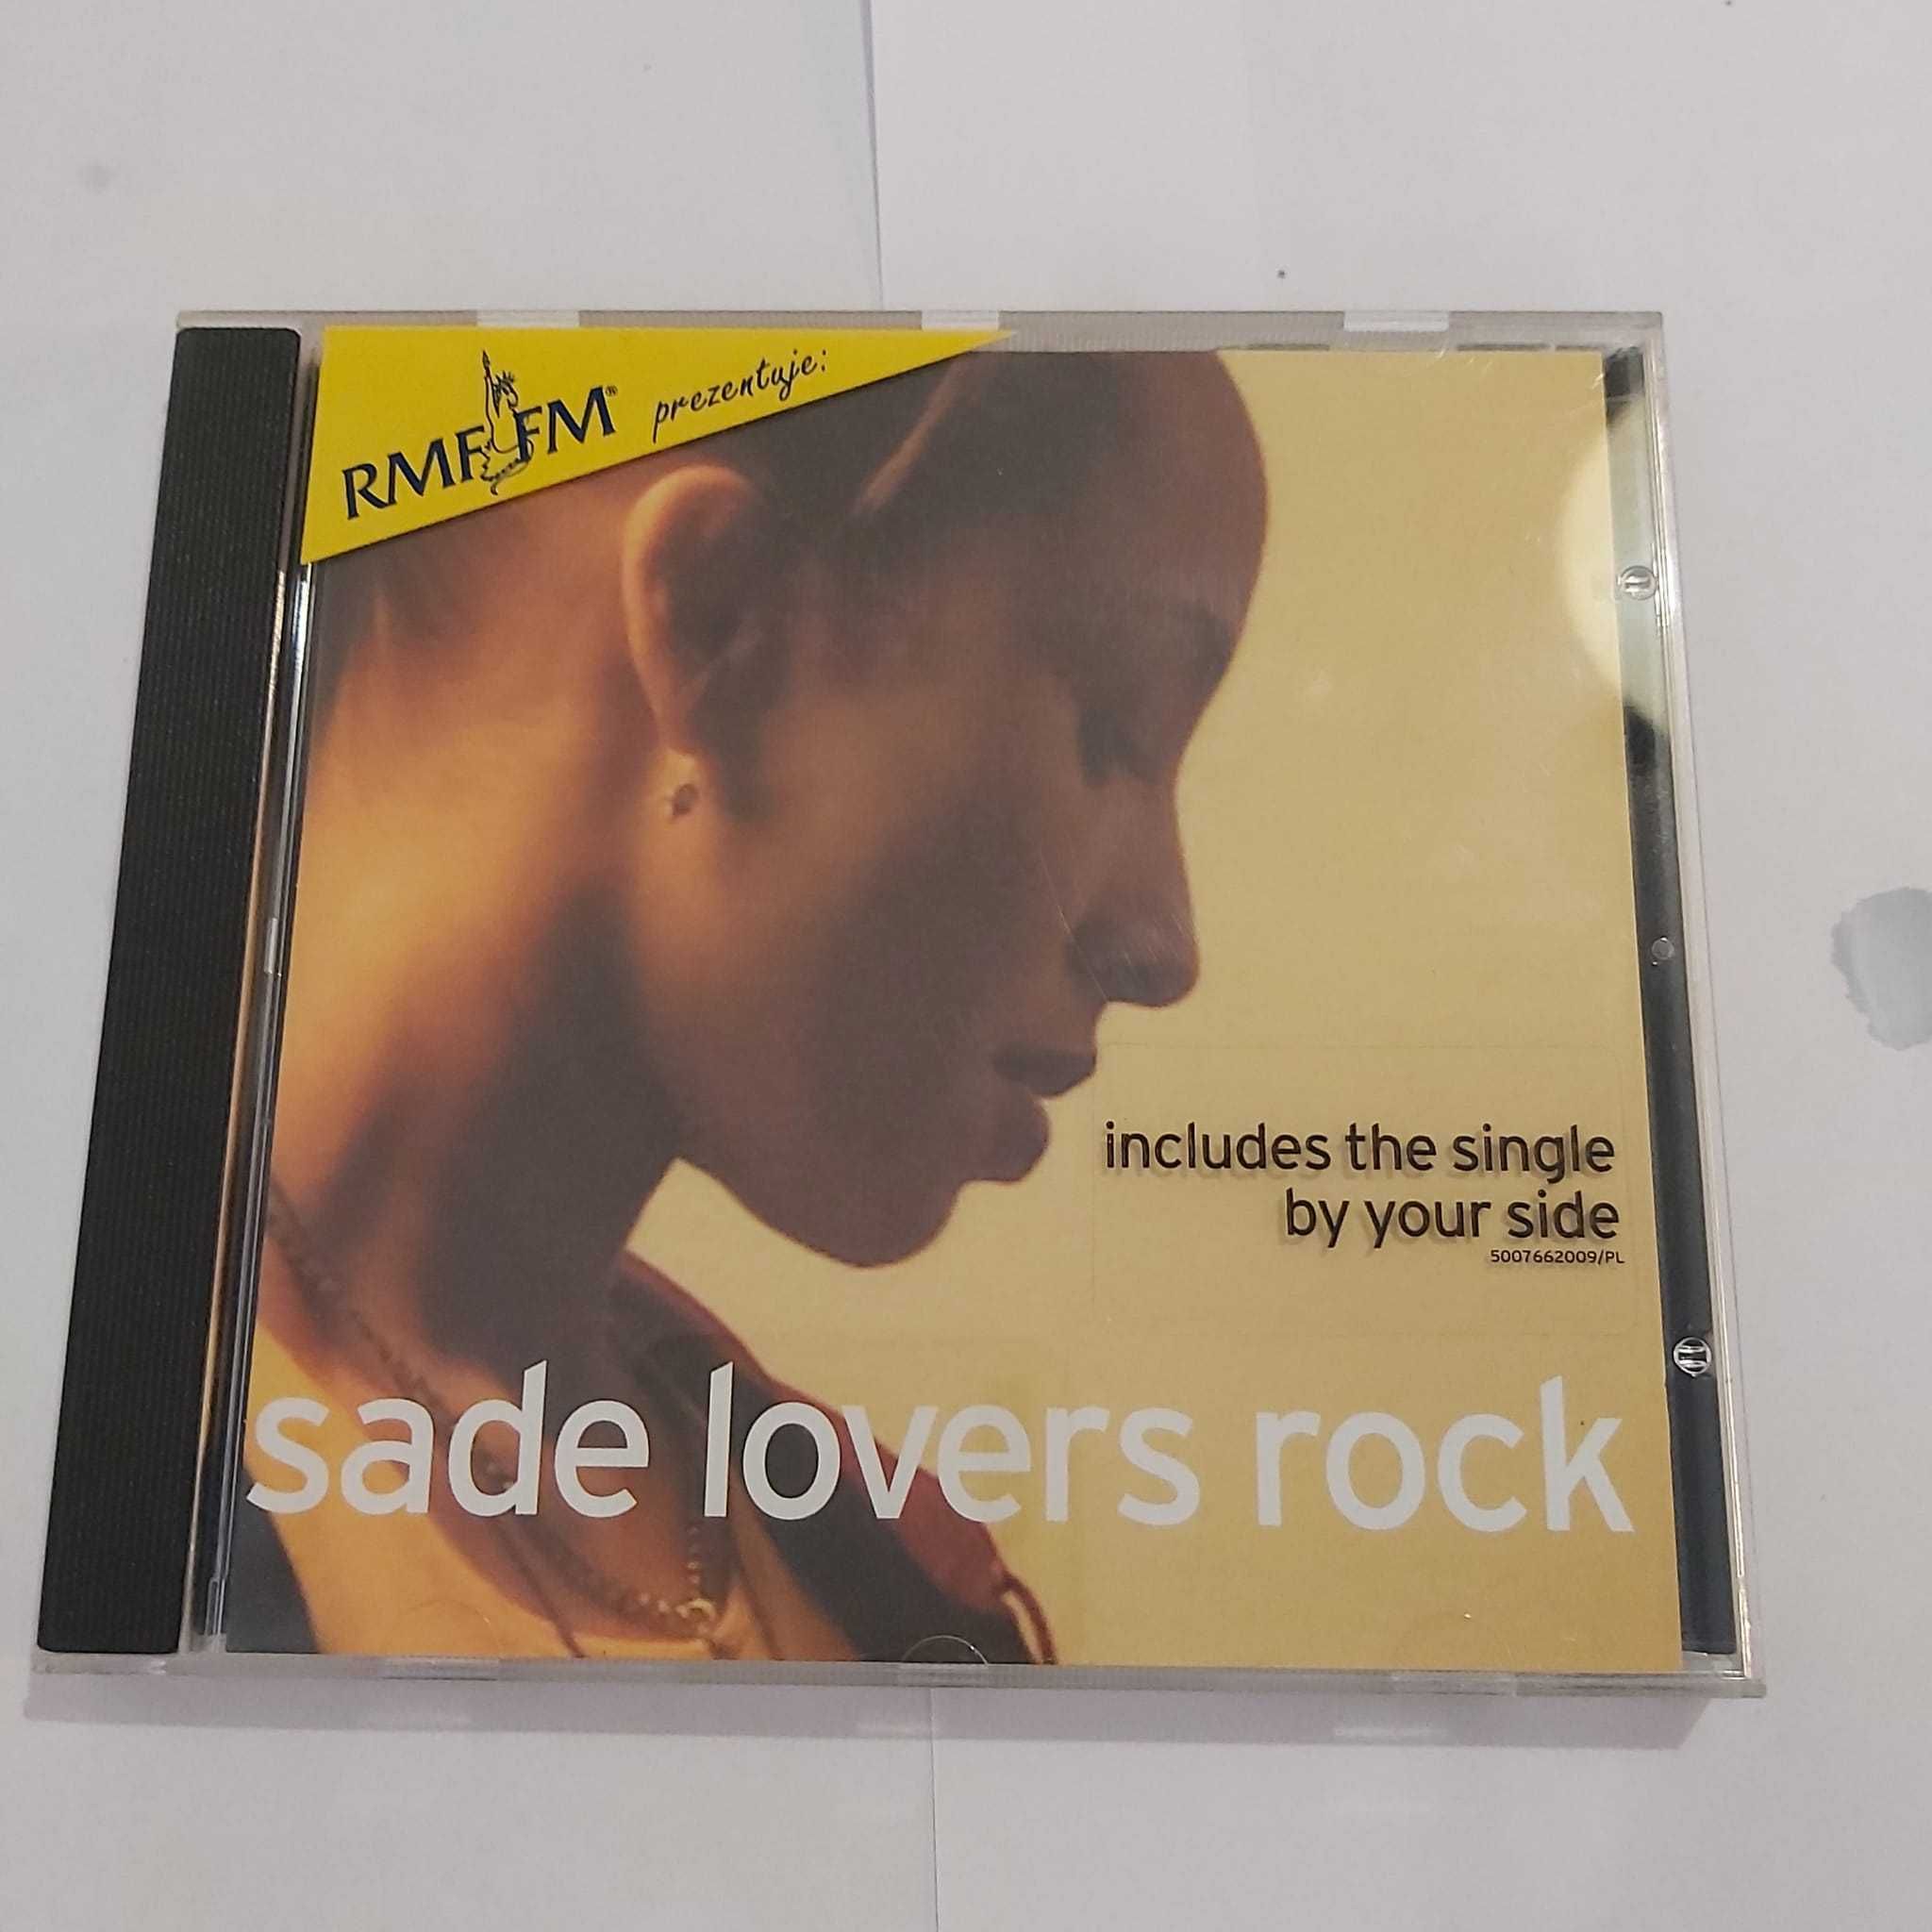 RMF FM® prezentuje:
includes the single
by your side
5007662009/PL
sade lovers rock